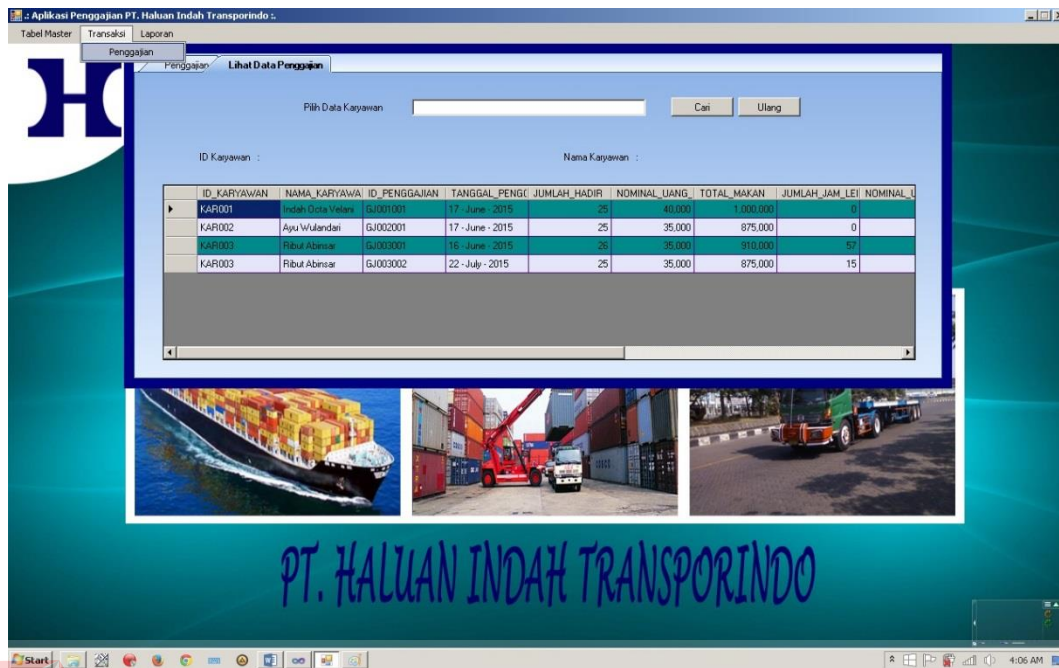 .: Aplikasi Penggajian PT. Haluan Indah Transporindo :.
Tabel Master Transaksi Laporan
Penggajian
Penggajian Lihat Data Penggajian
Pilih Data Karyawan Cari Ulang
ID Karyawan : Nama Karyawan :
ID_KARYAWAN NAMA_KARYAWA ID_PENGGAJIAN TANGGAL_PENGG JUMLAH_HADIR NOMINAL_UANG_ TOTAL_MAKAN JUMLAH_JAM_LEI NOMINAL_U
KAR001 Indah Octa Velani GJ001001 17 - June - 2015 25 40,000 1,000,000 0
KAR002 Ayu Wulandari GJ002001 17 - June - 2015 25 35,000 875,000 0
KAR003 Ribut Abinsar GJ003001 16 - June - 2015 26 35,000 910,000 57
KAR003 Ribut Abinsar GJ003002 22 - July - 2015 25 35,000 875,000 15
PT. HALUAN INDAH TRANSPORINDO
Start 4:06 AM